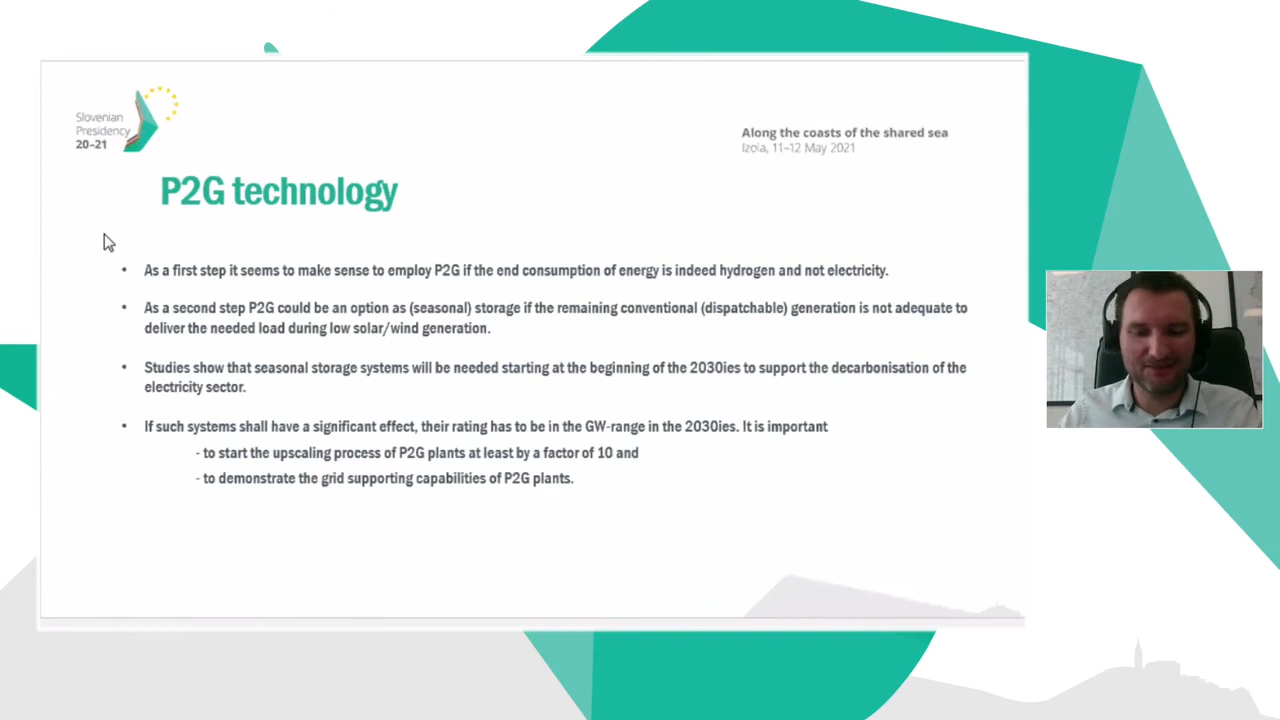 Slovenian
Presidency
20–21
Along the coasts of the shared sea
Izola, 11–12 May 2021
P2G technology
• As a first step it seems to make sense to employ P2G if the end consumption of energy is indeed hydrogen and not electricity.
• As a second step P2G could be an option as (seasonal) storage if the remaining conventional (dispatchable) generation is not adequate to
deliver the needed load during low solar/wind generation.
• Studies show that seasonal storage systems will be needed starting at the beginning of the 2030ies to support the decarbonisation of the
electricity sector.
• If such systems shall have a significant effect, their rating has to be in the GW-range in the 2030ies. It is important
- to start the upscaling process of P2G plants at least by a factor of 10 and
- to demonstrate the grid supporting capabilities of P2G plants.